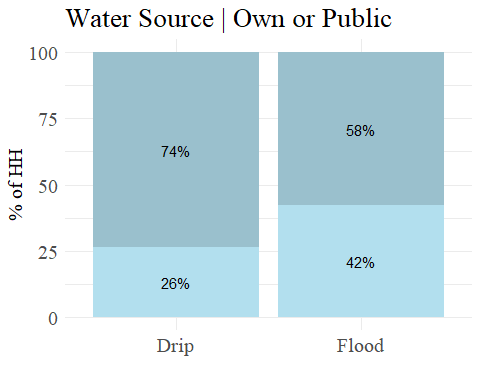 Water Source | Own or Public
100
75
50
25
0
% of HH
74%
58%
26%
42%
Drip
Flood